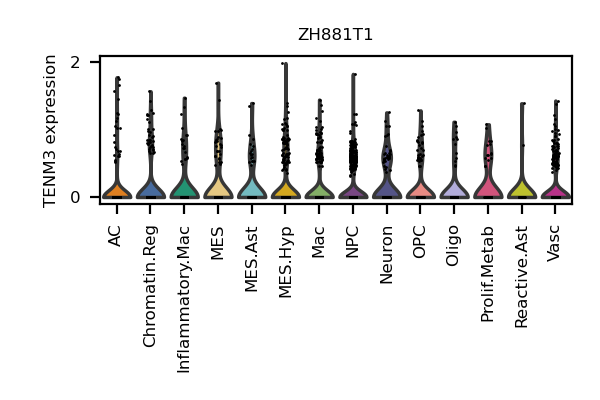 ZH881T1
TENM3 expression
2
0
AC
Chromatin.Reg
Inflammatory.Mac
MES
MES.Ast
MES.Hyp
Mac
NPC
Neuron
OPC
Oligo
Prolif.Metab
Reactive.Ast
Vasc